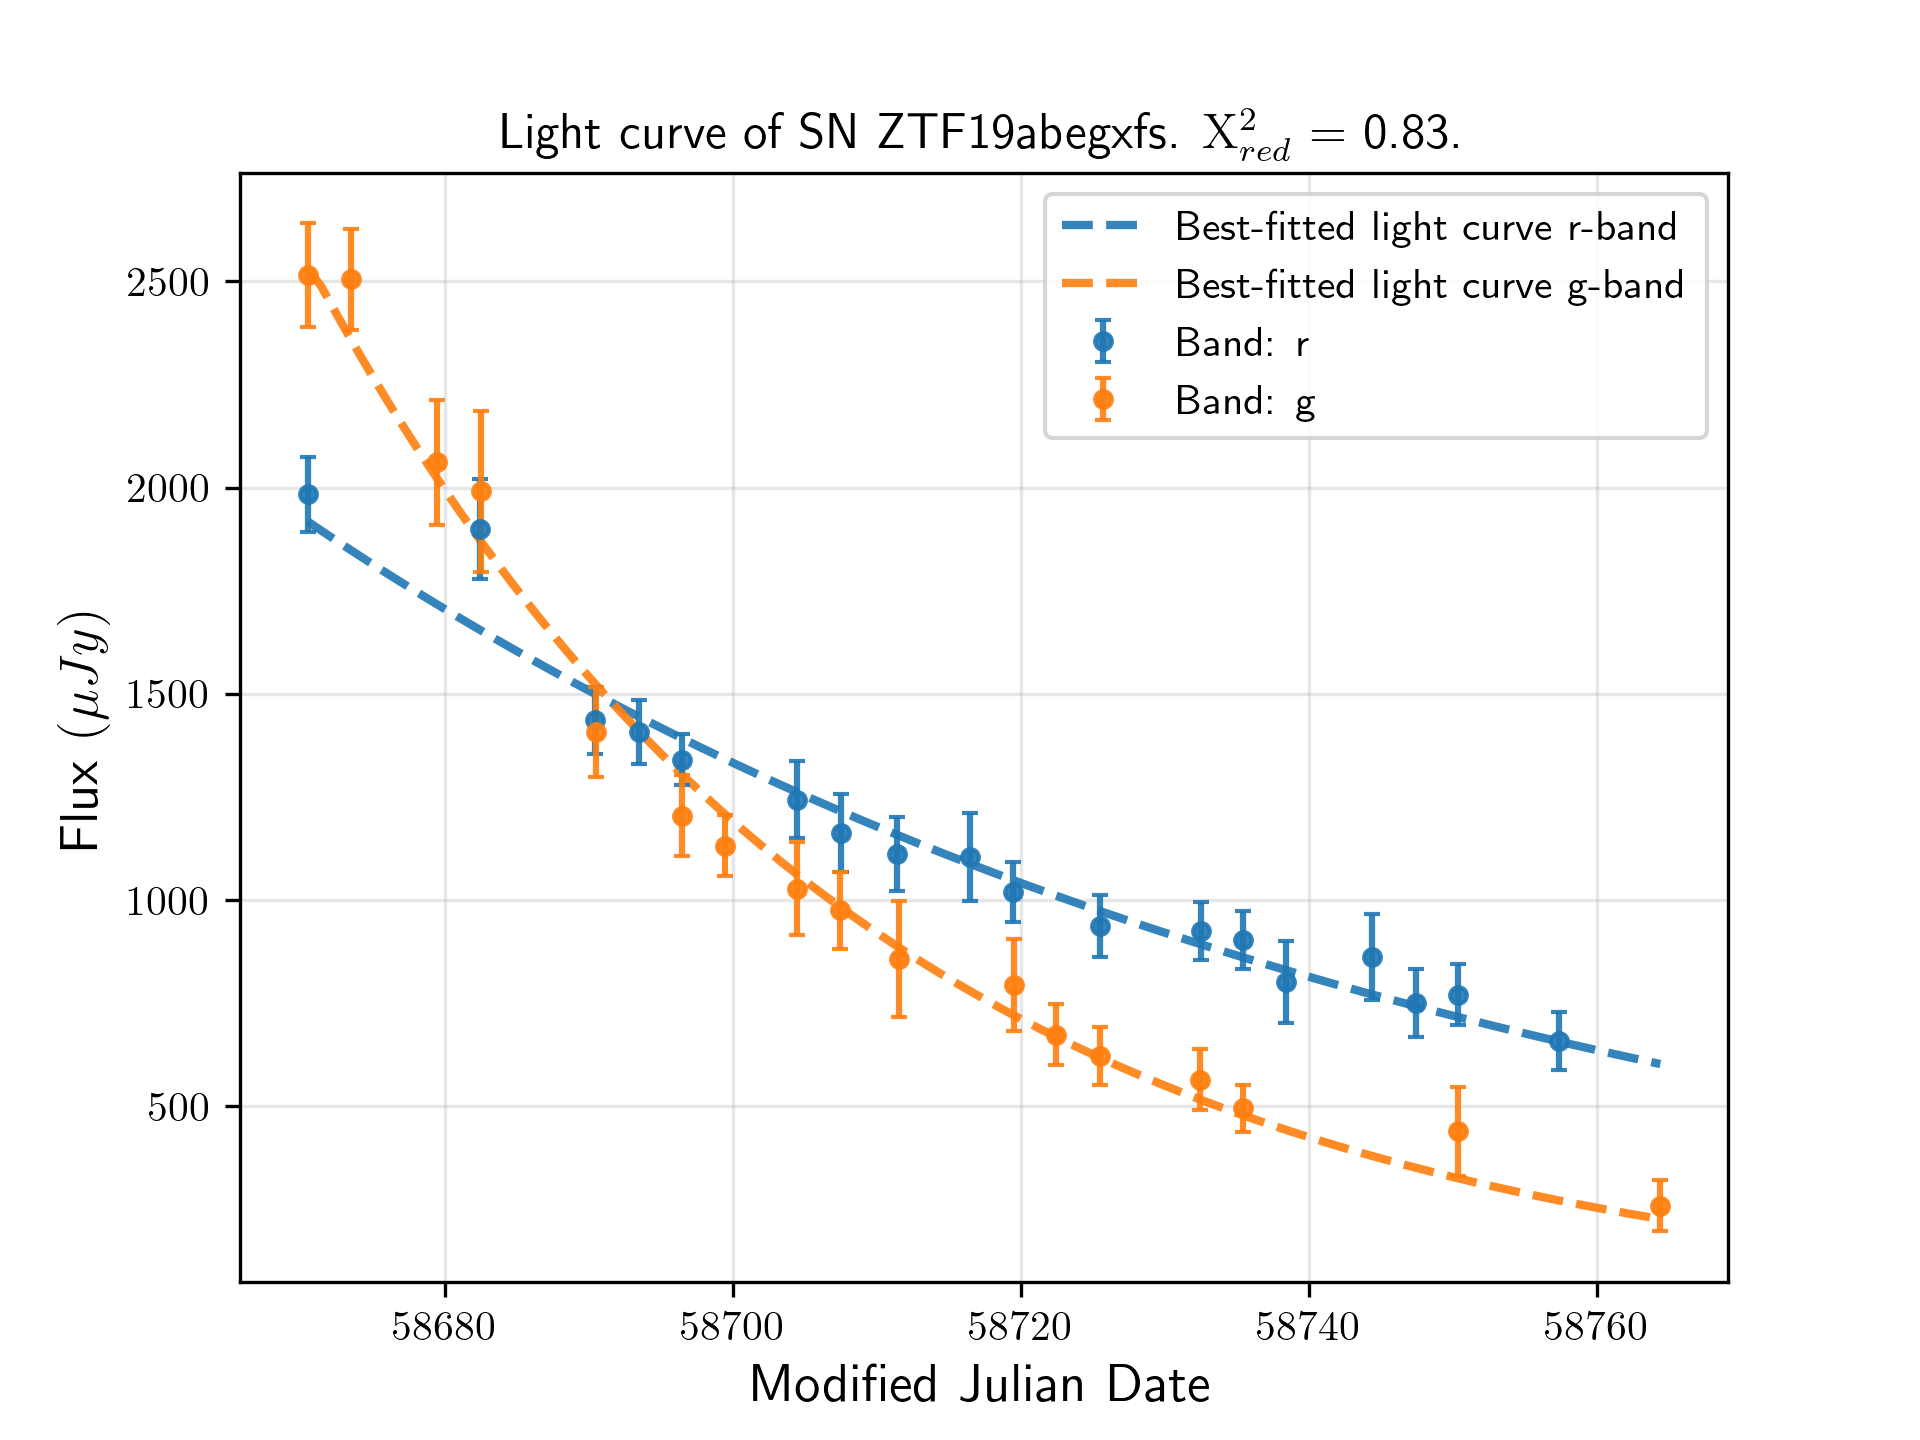 Light curve of SN ZTF19abegxfs. X²_red = 0.83.
Best-fitted light curve r-band
Best-fitted light curve g-band
Band: r
Band: g
2500
2000
1500
1000
500
Flux (μJy)
58680 58700 58720 58740 58760
Modified Julian Date